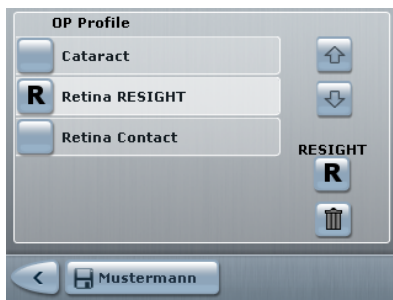 OP Profile
Cataract
R Retina RESIGHT
Retina Contact
RESIGHT
R
Mustermann